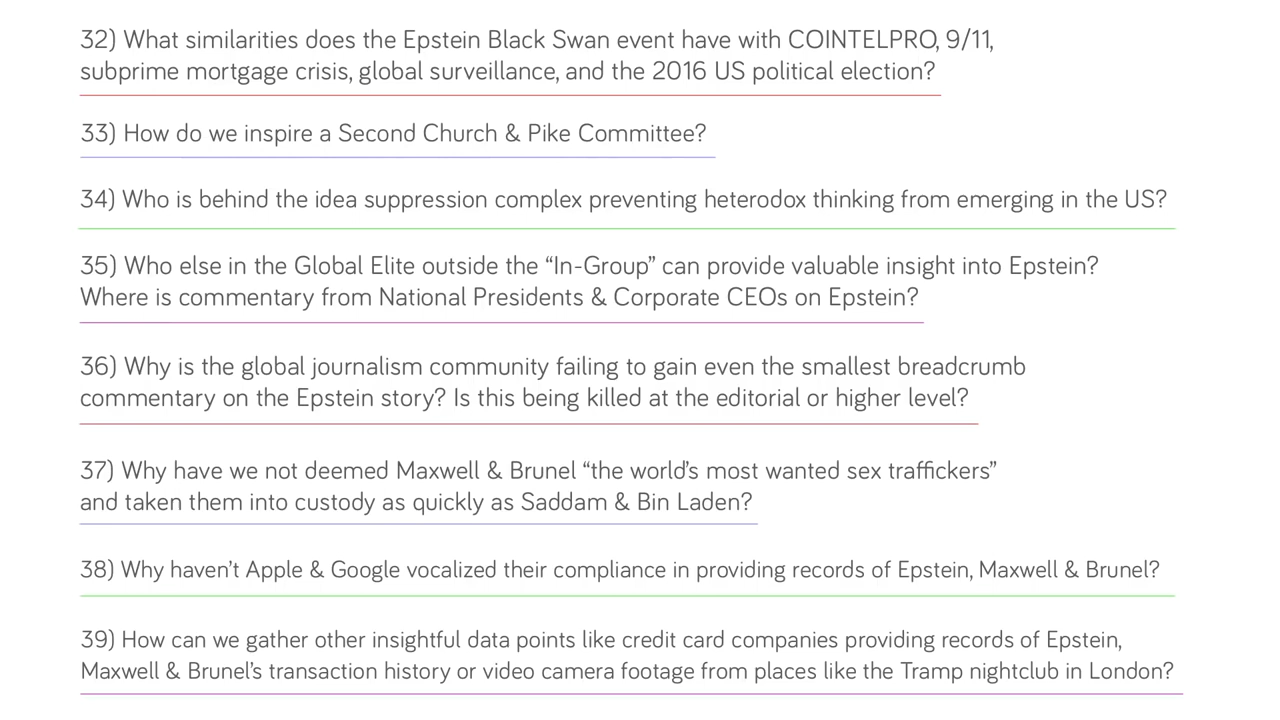 32) What similarities does the Epstein Black Swan event have with COINTELPRO, 9/11,
subprime mortgage crisis, global surveillance, and the 2016 US political election?
33) How do we inspire a Second Church & Pike Committee?
34) Who is behind the idea suppression complex preventing heterodox thinking from emerging in the US?
35) Who else in the Global Elite outside the “In-Group” can provide valuable insight into Epstein?
Where is commentary from National Presidents & Corporate CEOs on Epstein?
36) Why is the global journalism community failing to gain even the smallest breadcrumb
commentary on the Epstein story? Is this being killed at the editorial or higher level?
37) Why have we not deemed Maxwell & Brunel “the world’s most wanted sex traffickers”
and taken them into custody as quickly as Saddam & Bin Laden?
38) Why haven’t Apple & Google vocalized their compliance in providing records of Epstein, Maxwell & Brunel?
39) How can we gather other insightful data points like credit card companies providing records of Epstein,
Maxwell & Brunel’s transaction history or video camera footage from places like the Tramp nightclub in London?